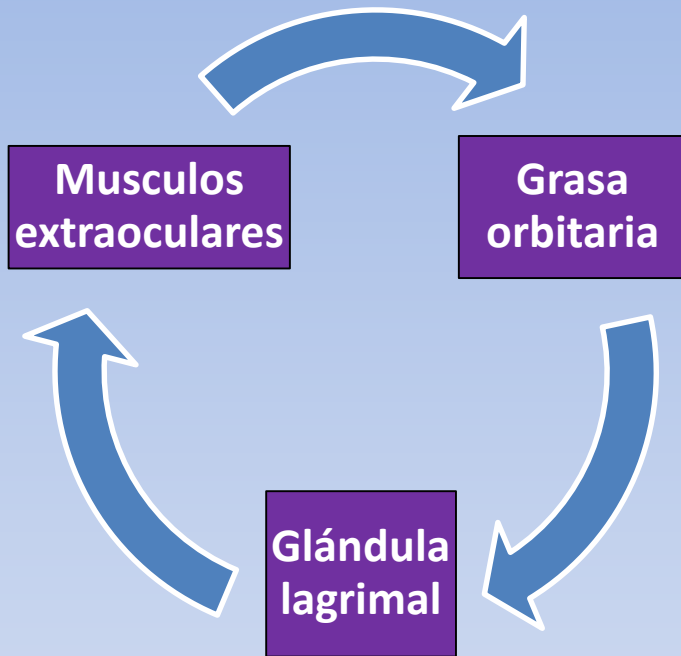 Musculos
extraoculares
Grasa
orbitaria
Glándula
lagrimal